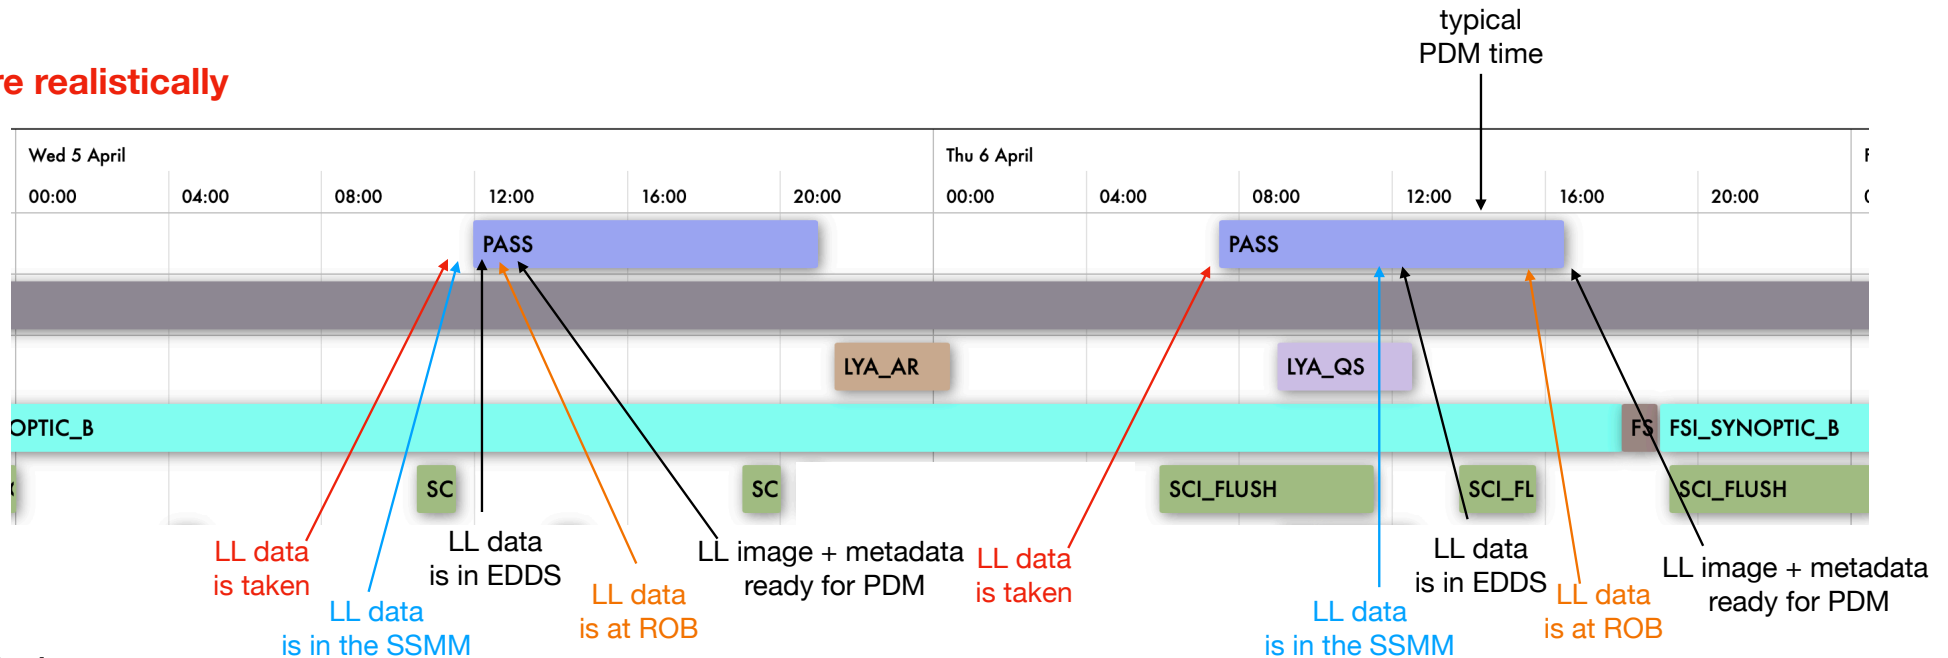 typical
PDM time
re realistically
Wed 5 April
Thu 6 April
00:00 04:00 08:00 12:00 16:00 20:00 00:00 04:00 08:00 12:00 16:00 20:00
PASS PASS
LYA_AR LYA_QS
OPTIC_B FS FSI_SYNOPTIC_B
SC SC SCI_FLUSH SCI_FL SCI_FLUSH
LL data
is taken
LL data
is in the SSMM
LL data
is in EDDS
LL data
is at ROB
LL image + metadata
ready for PDM
LL data
is taken
LL data
is in the SSMM
LL data
is in EDDS
LL data
is at ROB
LL image + metadata
ready for PDM